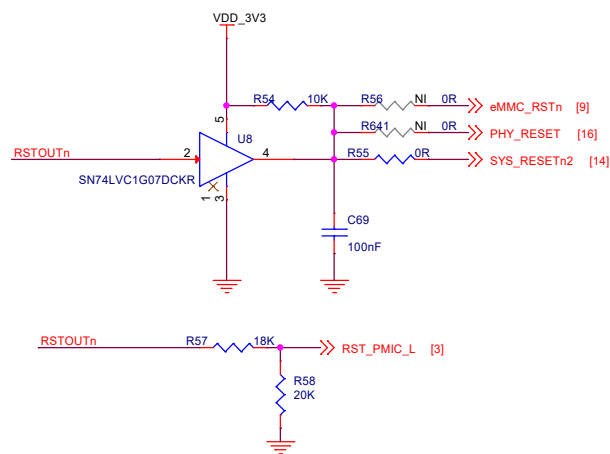 VDD_3V3
R54 10K R56 NI 0R eMMC_RSTn [9]
5 U8 R641 NI 0R PHY_RESET [16]
RSTOUTn 2 4 R55 0R SYS_RESETn2 [14]
SN74LVC1G07DCKR
1 3
C69
100nF
RSTOUTn R57 18K RST_PMIC_L [3]
R58
20K